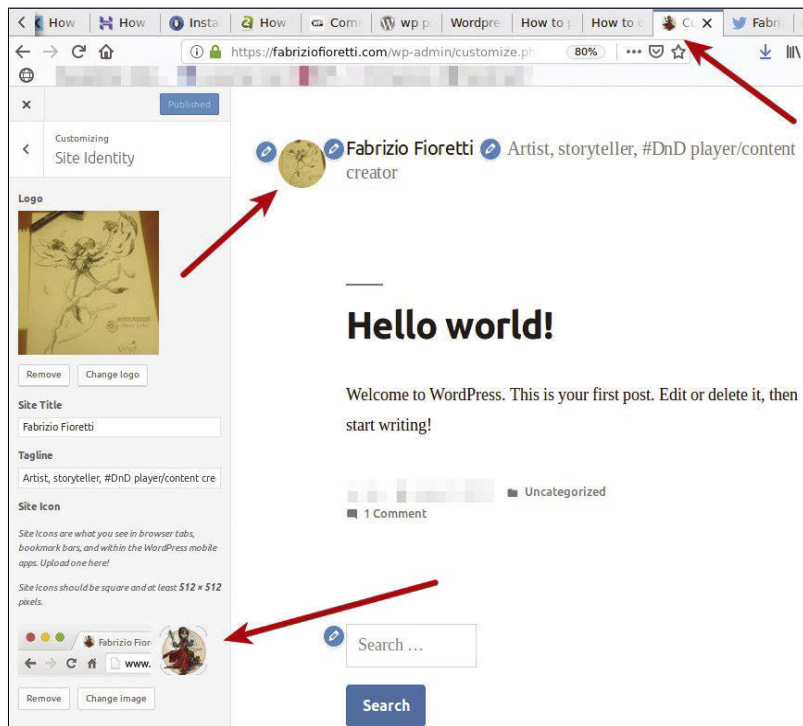 How
How
Insta
How
Com
wp p
Wordpre
How to
How to
Cu
Fabri
https://fabriziofioretti.com/wp-admin/customize.ph
80%
Published
Customizing
Site Identity
Logo
Remove
Change logo
Site Title
Fabrizio Fioretti
Tagline
Artist, storyteller, #DnD player/content cre
Site Icon
Site Icons are what you see in browser tabs,
bookmark bars, and within the WordPress mobile
apps. Upload one here!
Site Icons should be square and at least 512 × 512
pixels.
Fabrizio Fior
www.
Remove
Change image
Fabrizio Fioretti
Artist, storyteller, #DnD player/content
creator
Hello world!
Welcome to WordPress. This is your first post. Edit or delete it, then
start writing!
Uncategorized
1 Comment
Search …
Search